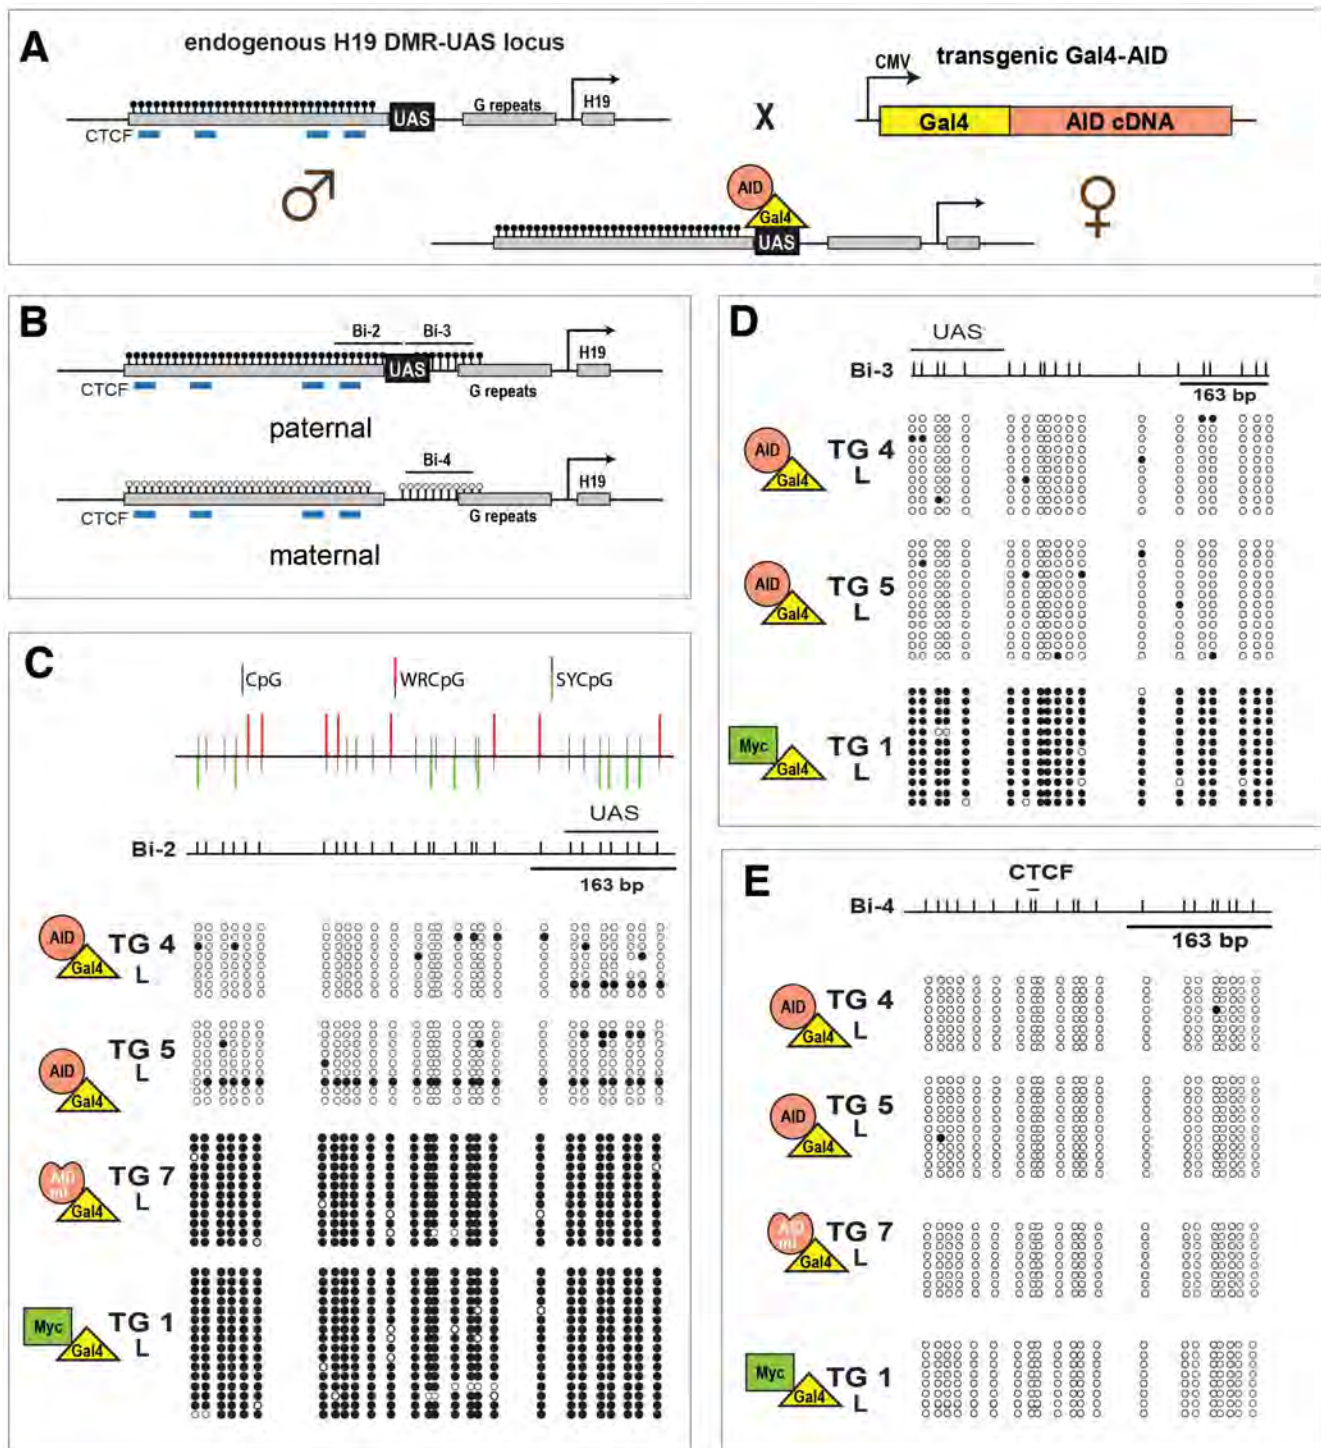 A
endogenous H19 DMR-UAS locus
transgenic Gal4-AID
CTCF
UAS
G repeats
H19
X
CMV
Gal4
AID cDNA
♂
AID
Gal4
UAS
♀
B
Bi-2
Bi-3
CTCF
UAS
G repeats
H19
paternal
Bi-4
CTCF
G repeats
H19
maternal
C
CpG
WRCpG
SYCpG
UAS
Bi-2
163 bp
AID
Gal4
TG 4
L
AID
Gal4
TG 5
L
AID
mt
Gal4
TG 7
L
Myc
Gal4
TG 1
L
D
UAS
Bi-3
163 bp
AID
Gal4
TG 4
L
AID
Gal4
TG 5
L
Myc
Gal4
TG 1
L
E
CTCF
Bi-4
163 bp
AID
Gal4
TG 4
L
AID
Gal4
TG 5
L
AID
mt
Gal4
TG 7
L
Myc
Gal4
TG 1
L